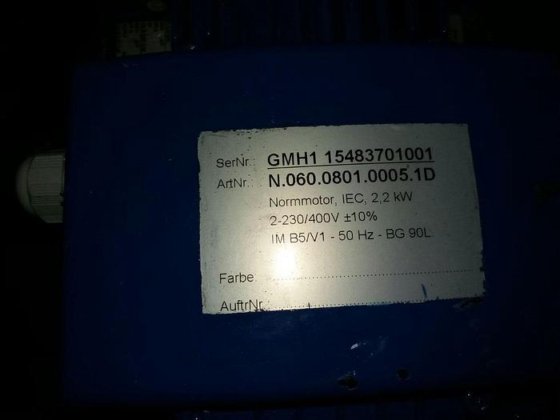 SerNr.: GMH1 15483701001
ArtNr.: N.060.0801.0005.1D
Normmotor, IEC, 2,2 kW
2-230/400V ±10%
IM B5/V1 - 50 Hz - BG 90L
Farbe
AuftrNr.: